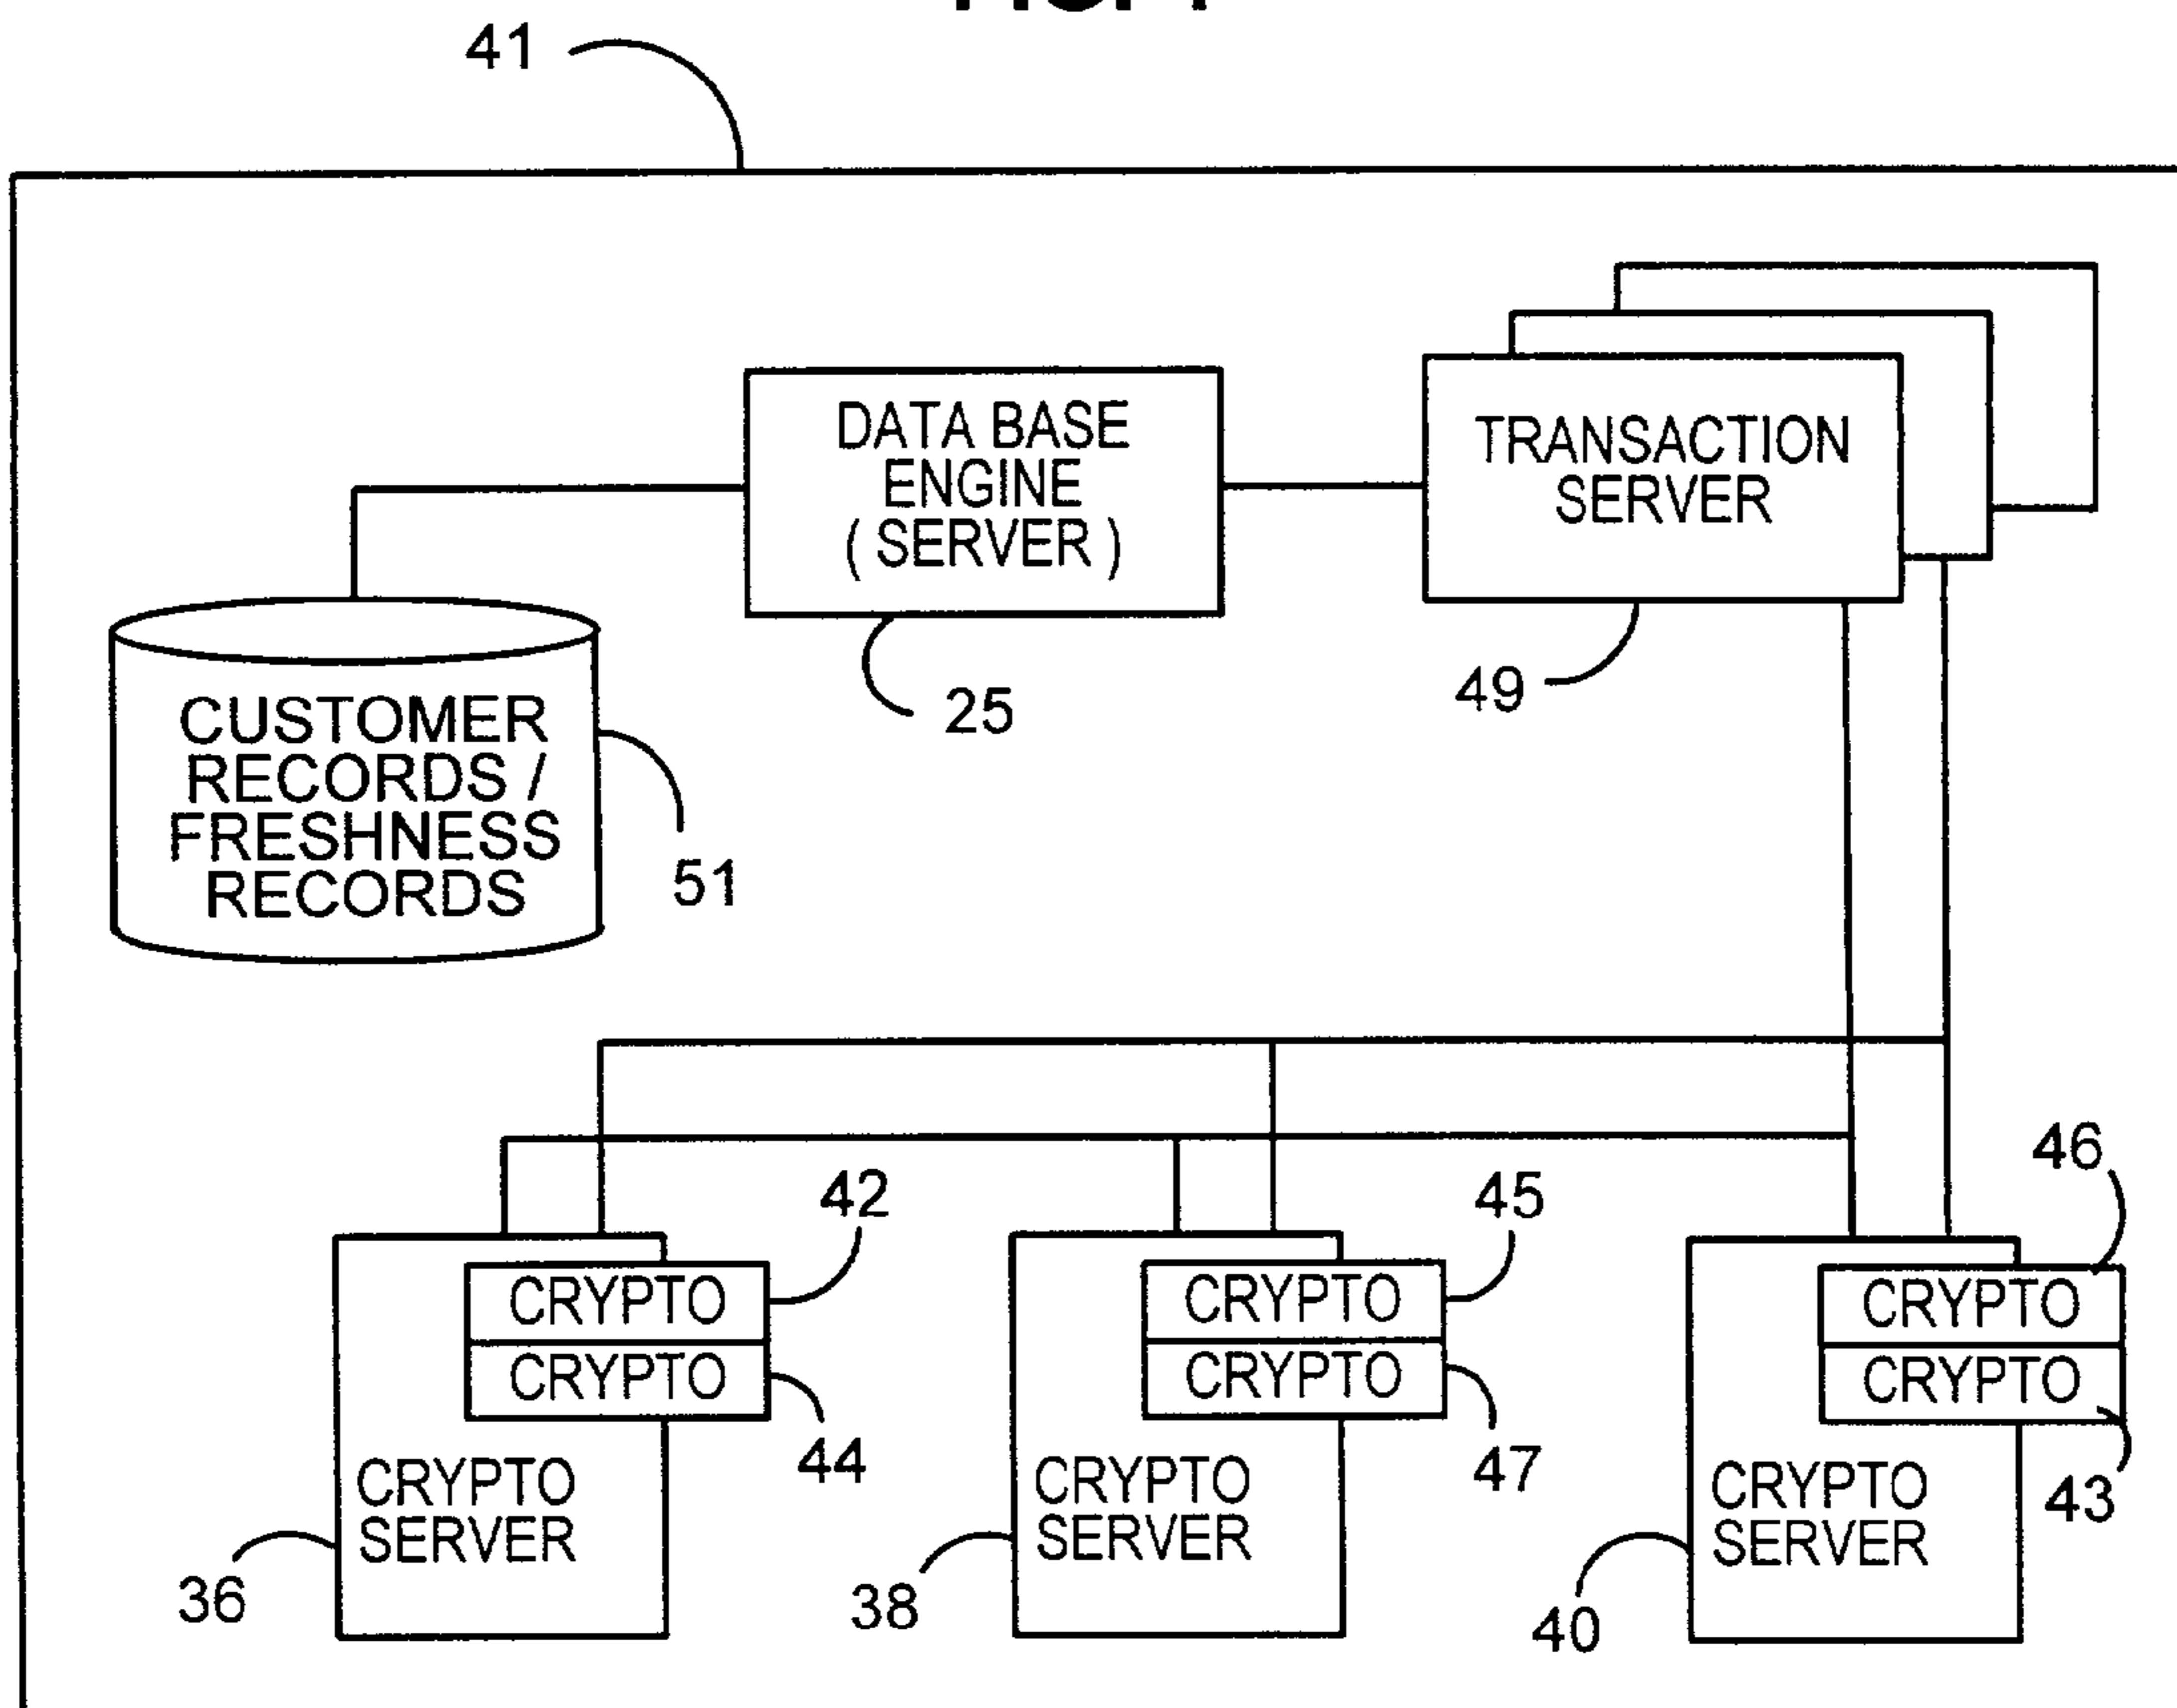 41
DATA BASE
ENGINE
( SERVER )
TRANSACTION
SERVER
25
49
CUSTOMER
RECORDS /
FRESHNESS
RECORDS
51
42
45
46
CRYPTO
CRYPTO
CRYPTO
CRYPTO
CRYPTO
CRYPTO
44
47
43
CRYPTO
SERVER
CRYPTO
SERVER
CRYPTO
SERVER
36
38
40